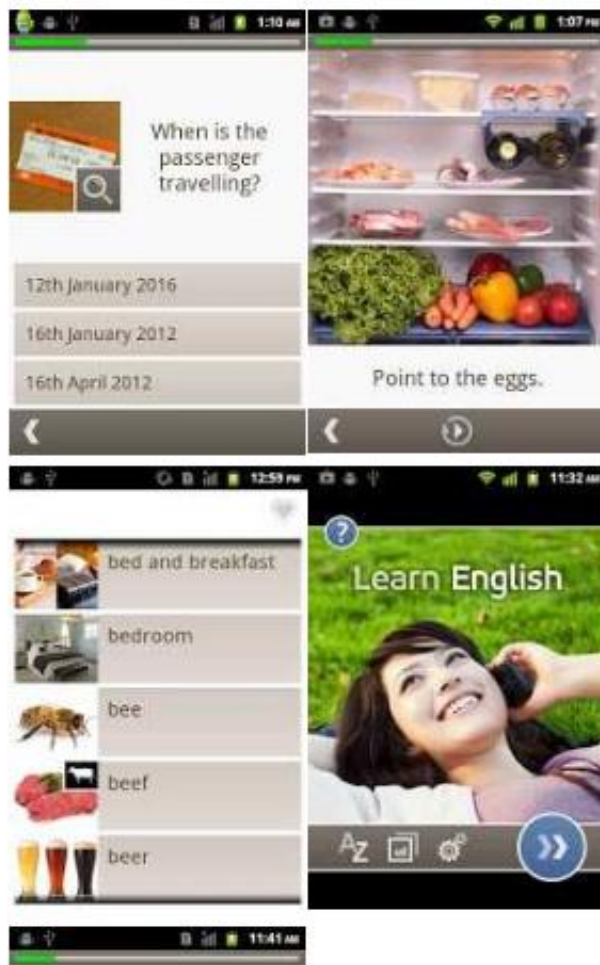 1:10 AM
When is the
passenger
travelling?
12th January 2016
16th January 2012
16th April 2012
1:07 PM
Point to the eggs.
12:59 PM
bed and breakfast
bedroom
bee
beef
beer
11:32 AM
?
Learn English
AZ
11:41 AM